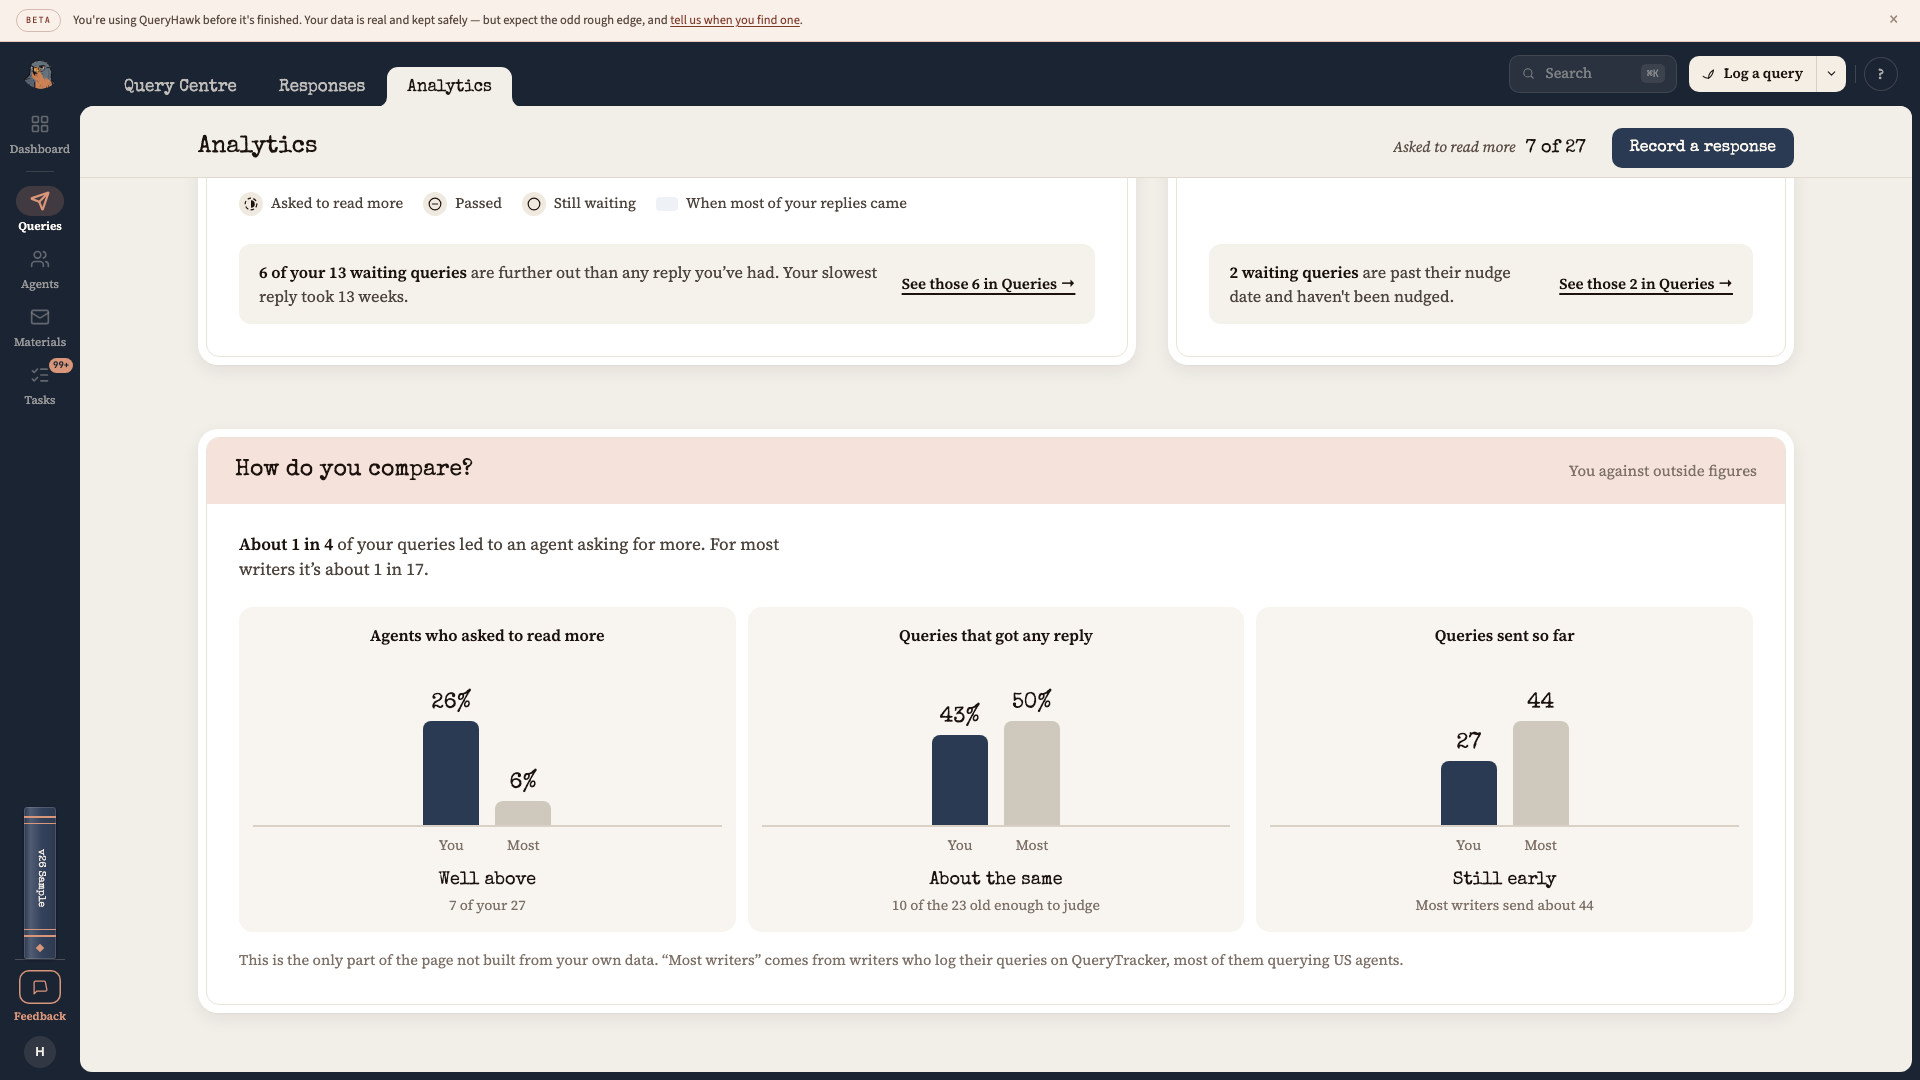 BETA
You're using QueryHawk before it's finished. Your data is real and kept safely — but expect the odd rough edge, and tell us when you find one.
×
Query Centre
Responses
Analytics
Search
⌘K
Log a query
?
Dashboard
Queries
Agents
Materials
99+
Tasks
v26 Sample
Feedback
H
Analytics
Asked to read more 7 of 27
Record a response
Asked to read more
Passed
Still waiting
When most of your replies came
6 of your 13 waiting queries are further out than any reply you’ve had. Your slowest
reply took 13 weeks.
See those 6 in Queries →
2 waiting queries are past their nudge
date and haven't been nudged.
See those 2 in Queries →
How do you compare?
You against outside figures
About 1 in 4 of your queries led to an agent asking for more. For most
writers it’s about 1 in 17.
Agents who asked to read more
26%
6%
You
Most
Well above
7 of your 27
Queries that got any reply
43%
50%
You
Most
About the same
10 of the 23 old enough to judge
Queries sent so far
27
44
You
Most
Still early
Most writers send about 44
This is the only part of the page not built from your own data. “Most writers” comes from writers who log their queries on QueryTracker, most of them querying US agents.